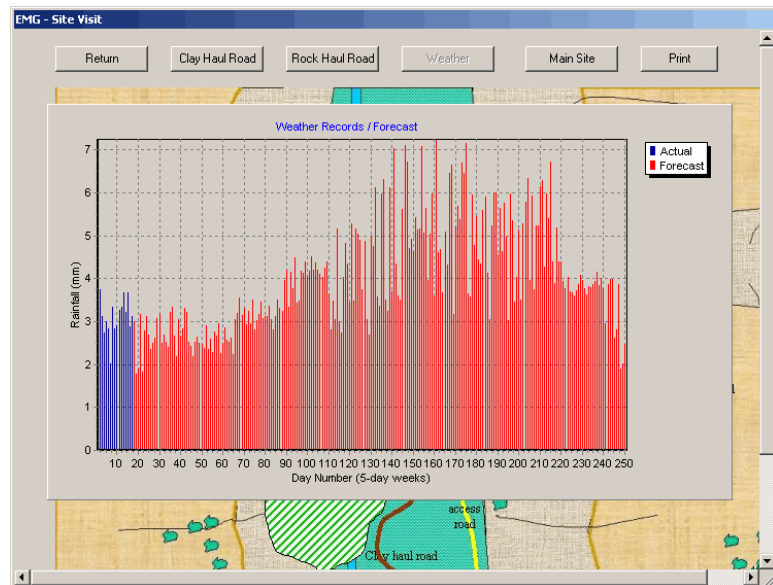 EMG - Site Visit
Return Clay Haul Road Rock Haul Road Weather Main Site Print
Weather Records / Forecast
Actual
Forecast
Rainfall (mm)
7
6
5
4
3
2
1
0
10 20 30 40 50 60 70 80 90 100 110 120 130 140 150 160 170 180 190 200 210 220 230 240 250
Day Number (5-day weeks)
access
road
Clay haul road